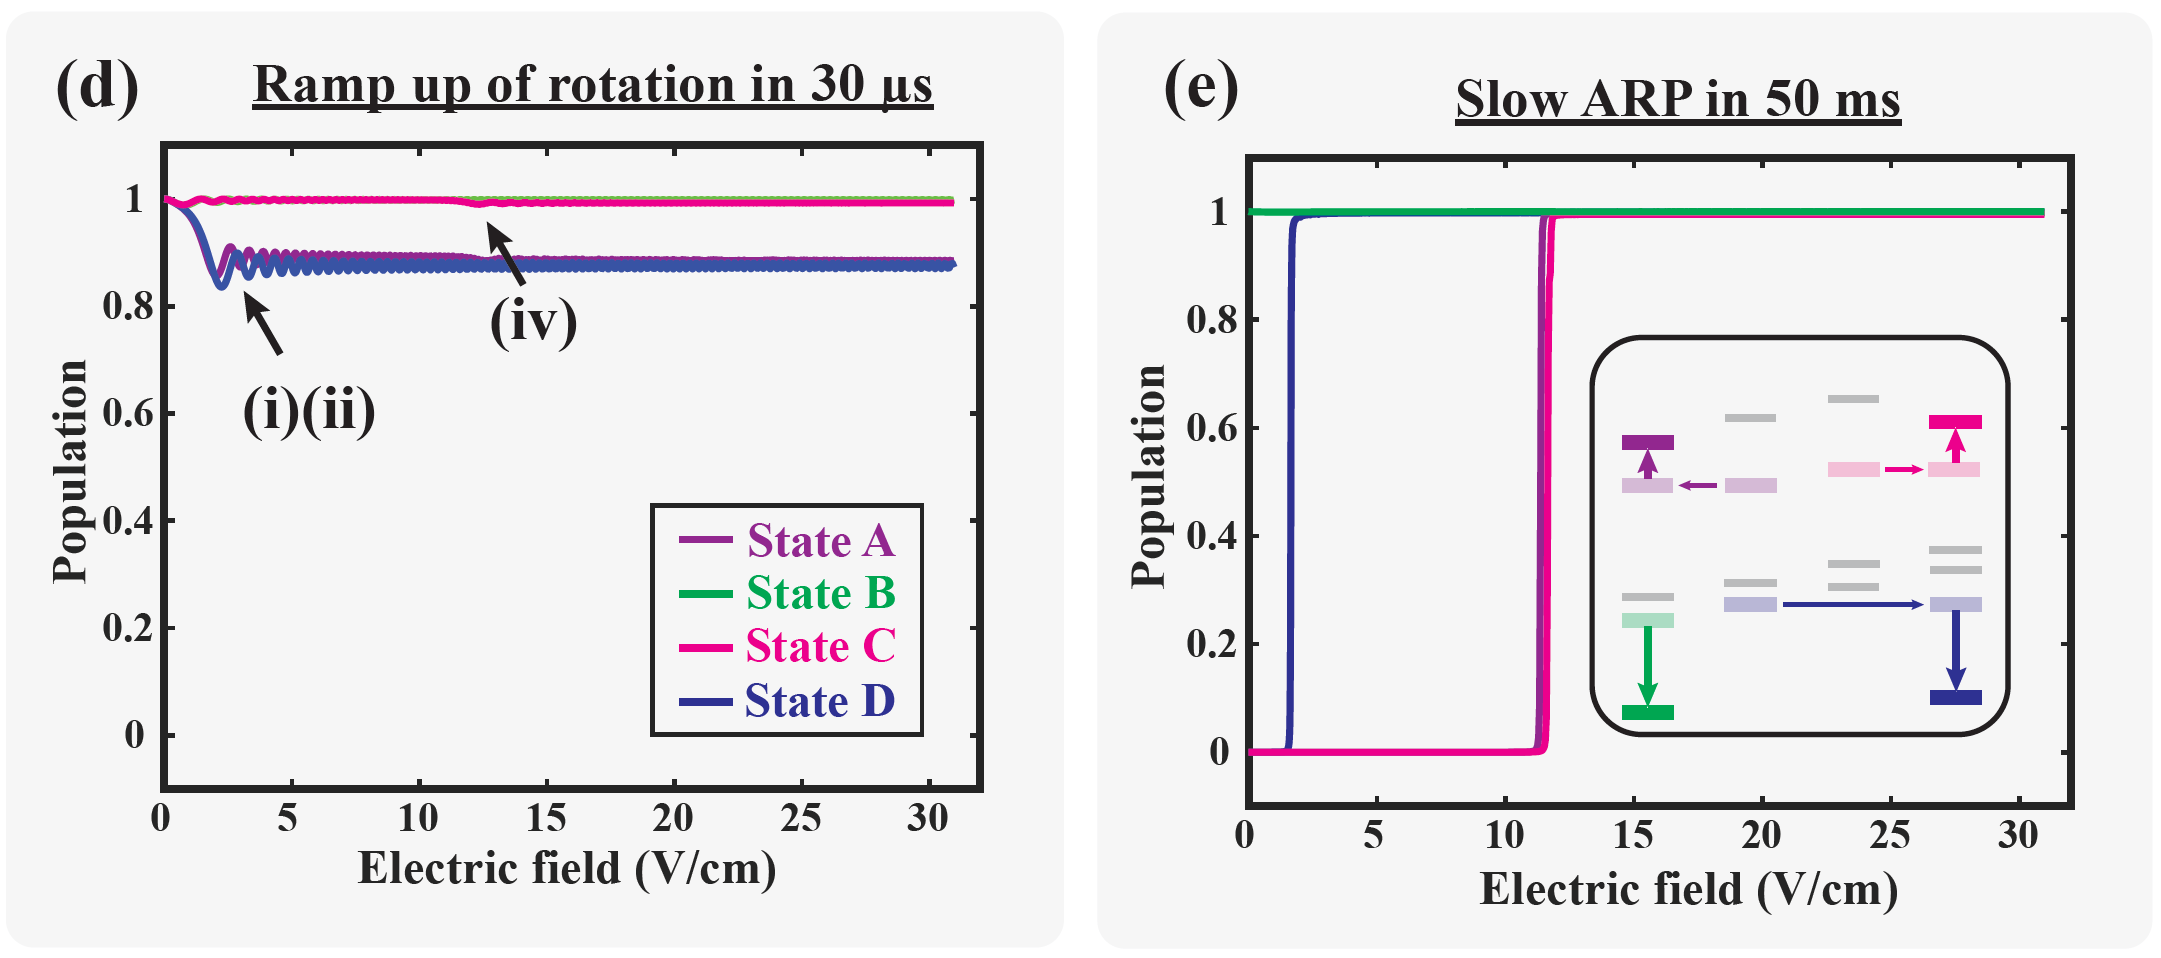 (d)
Ramp up of rotation in 30 µs
Population
1
0.8
0.6
0.4
0.2
0
(iv)
(i)(ii)
State A
State B
State C
State D
0 5 10 15 20 25 30
Electric field (V/cm)
(e)
Slow ARP in 50 ms
Population
1
0.8
0.6
0.4
0.2
0
0 5 10 15 20 25 30
Electric field (V/cm)